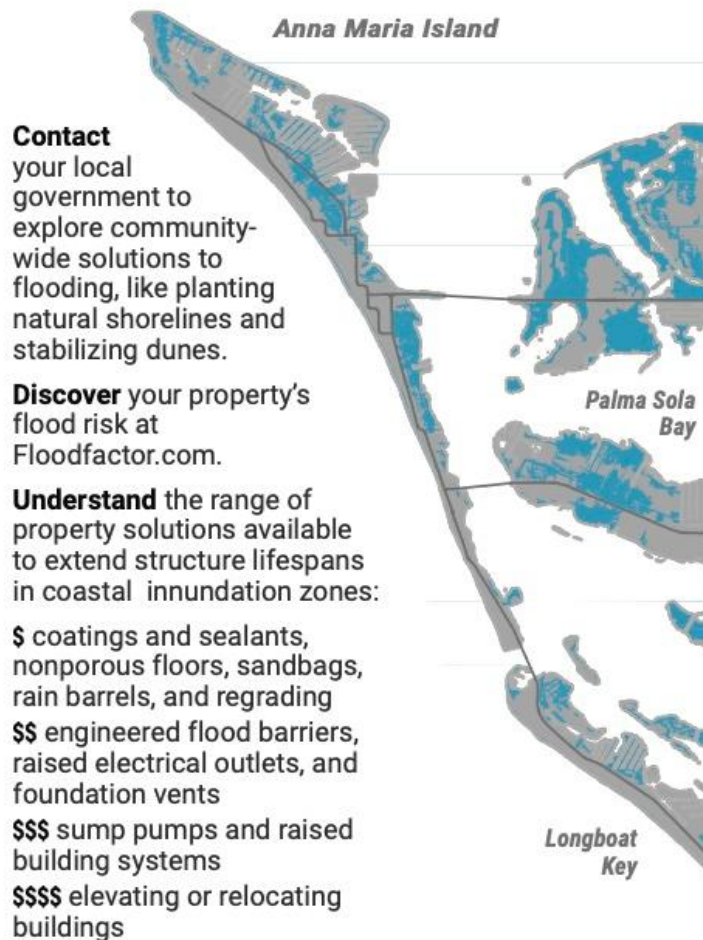 Anna Maria Island
Contact
your local
government to
explore community-
wide solutions to
flooding, like planting
natural shorelines and
stabilizing dunes.
Discover your property's
flood risk at
Floodfactor.com.
Understand the range of
property solutions available
to extend structure lifespans
in coastal innundation zones:
$ coatings and sealants,
nonporous floors, sandbags,
rain barrels, and regrading
$$ engineered flood barriers,
raised electrical outlets, and
foundation vents
$$$ sump pumps and raised
building systems
$$$$ elevating or relocating
buildings
Palma Sola
Bay
Longboat
Key